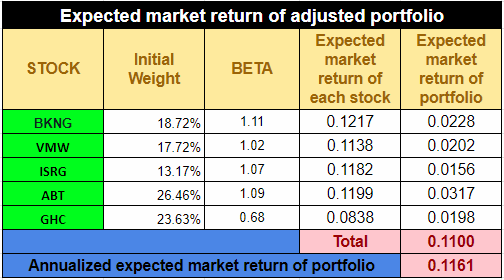 Expected market return of adjusted portfolio
STOCK Initial Weight BETA Expected market return of each stock Expected market return of portfolio
BKNG 18.72% 1.11 0.1217 0.0228
VMW 17.72% 1.02 0.1138 0.0202
ISRG 13.17% 1.07 0.1182 0.0156
ABT 26.46% 1.09 0.1199 0.0317
GHC 23.63% 0.68 0.0838 0.0198
Total 0.1100
Annualized expected market return of portfolio 0.1161